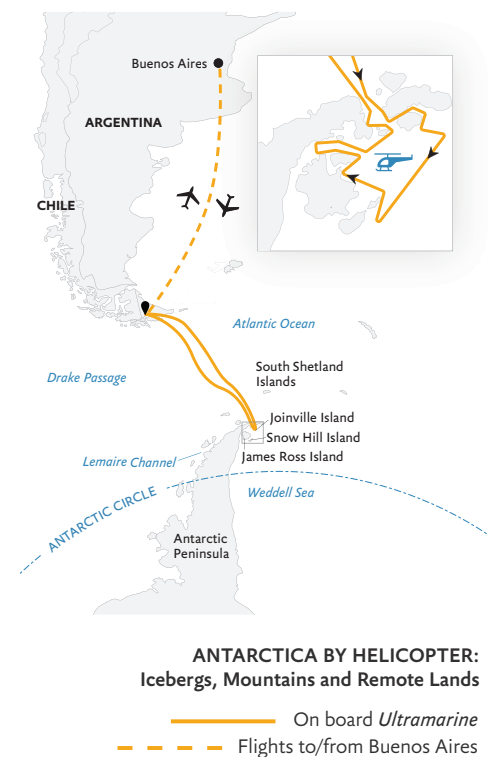 Buenos Aires
ARGENTINA
CHILE
Atlantic Ocean
Drake Passage
South Shetland
Islands
Joinville Island
Snow Hill Island
James Ross Island
Lemaire Channel
Weddell Sea
ANTARCTIC CIRCLE
Antarctic
Peninsula
ANTARCTICA BY HELICOPTER:
Icebergs, Mountains and Remote Lands
On board Ultramarine
Flights to/from Buenos Aires